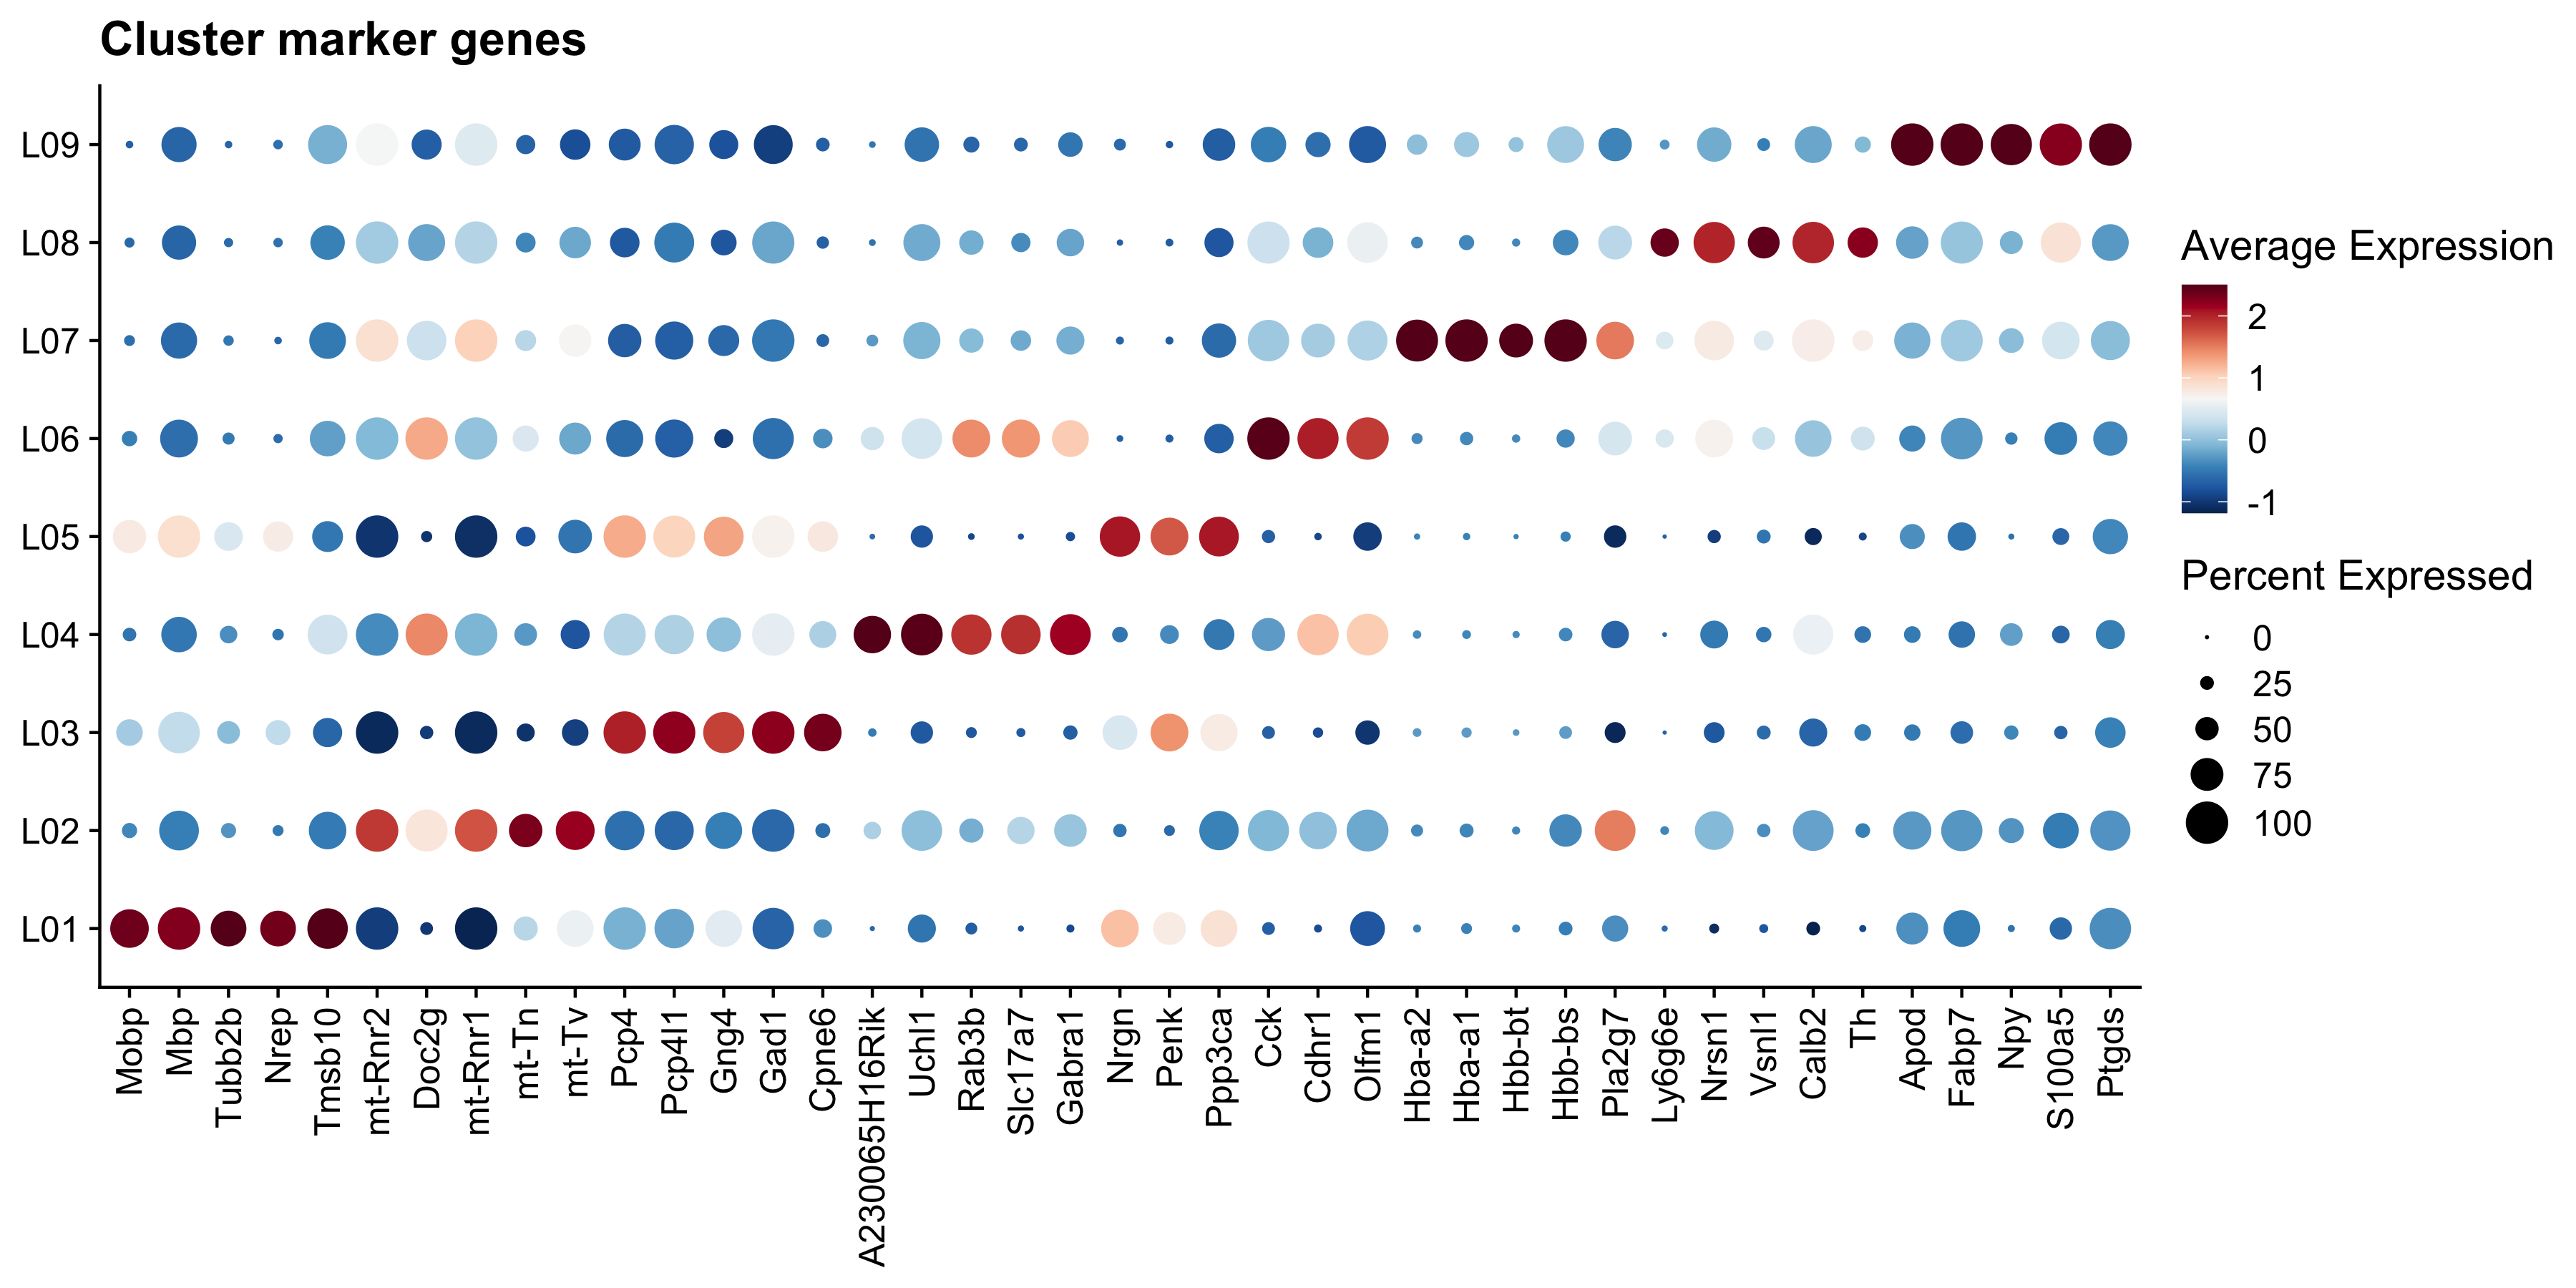 Cluster marker genes
L09
L08
L07
L06
L05
L04
L03
L02
L01
Mobp
Mbp
Tubb2b
Nrep
Tmsb10
mt-Rnr2
Doc2g
mt-Rnr1
mt-Tn
mt-Tv
Pcp4
Pcp4l1
Gng4
Gad1
Cpne6
A230065H16Rik
Uchl1
Rab3b
Slc17a7
Gabra1
Nrgn
Penk
Ppp3ca
Cck
Cdhr1
Olfm1
Hba-a2
Hba-a1
Hbb-bt
Hbb-bs
Pla2g7
Ly6g6e
Nrsn1
Vsnl1
Calb2
Th
Apod
Fabp7
Npy
S100a5
Ptgds
Average Expression
2
1
0
-1
Percent Expressed
0
25
50
75
100